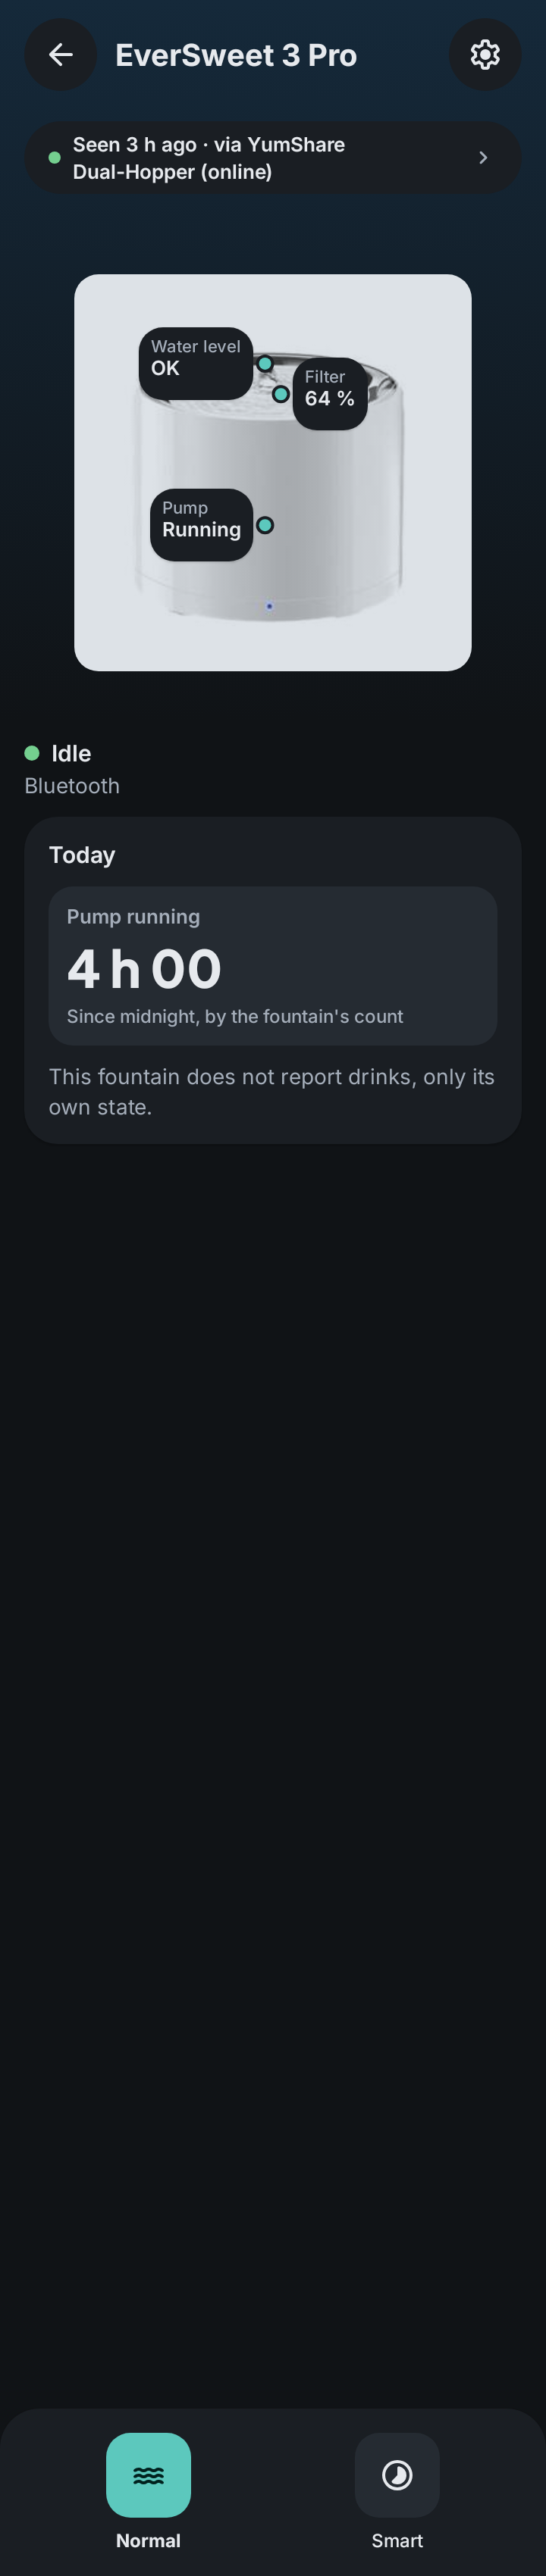 EverSweet 3 Pro
Seen 3 h ago · via YumShare
Dual-Hopper (online)
Water level
OK
Filter
64 %
Pump
Running
Idle
Bluetooth
Today
Pump running
4 h 00
Since midnight, by the fountain's count
This fountain does not report drinks, only its
own state.
Normal
Smart